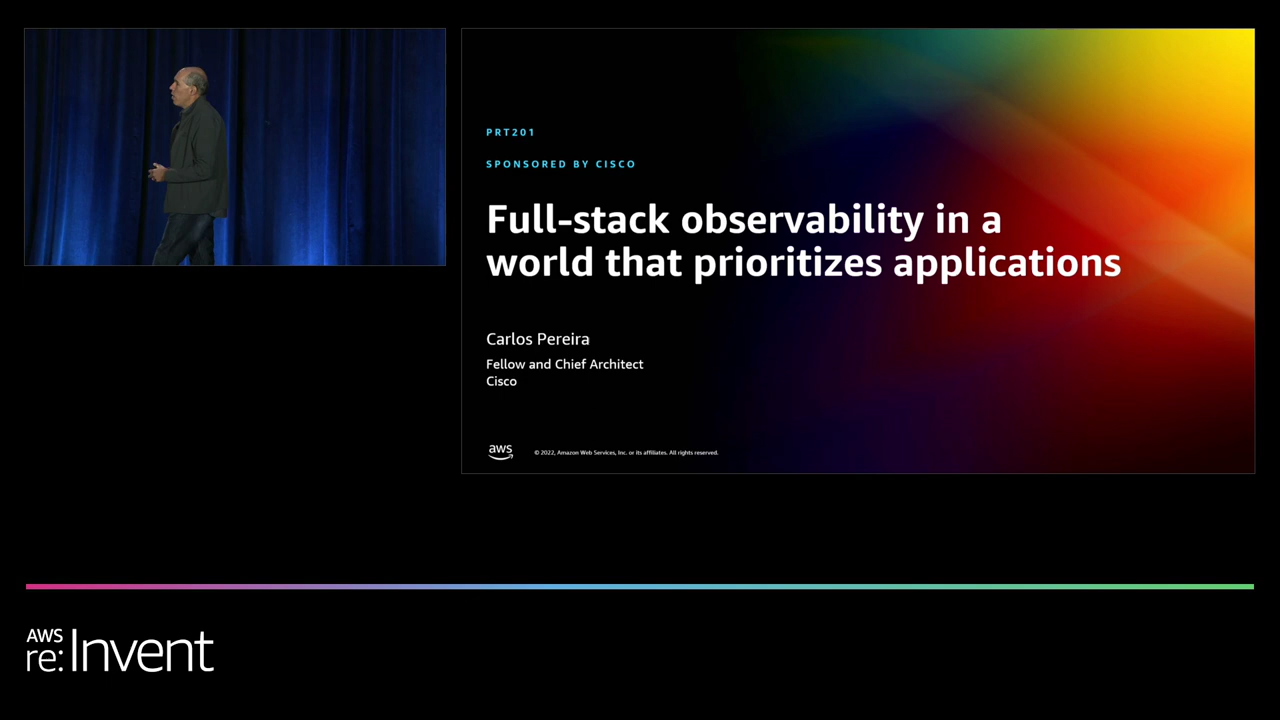 PRT201
SPONSORED BY CISCO
Full-stack observability in a
world that prioritizes applications
Carlos Pereira
Fellow and Chief Architect
Cisco
aws
© 2022, Amazon Web Services, Inc. or its affiliates. All rights reserved.
AWS
re:Invent